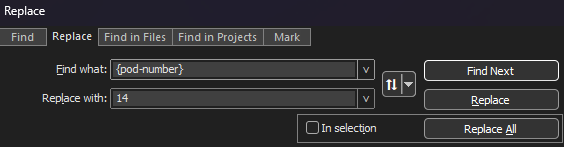 Replace
Find Replace Find in Files Find in Projects Mark
Find what: {pod-number} Find Next
Replace with: 14 Replace
In selection Replace All